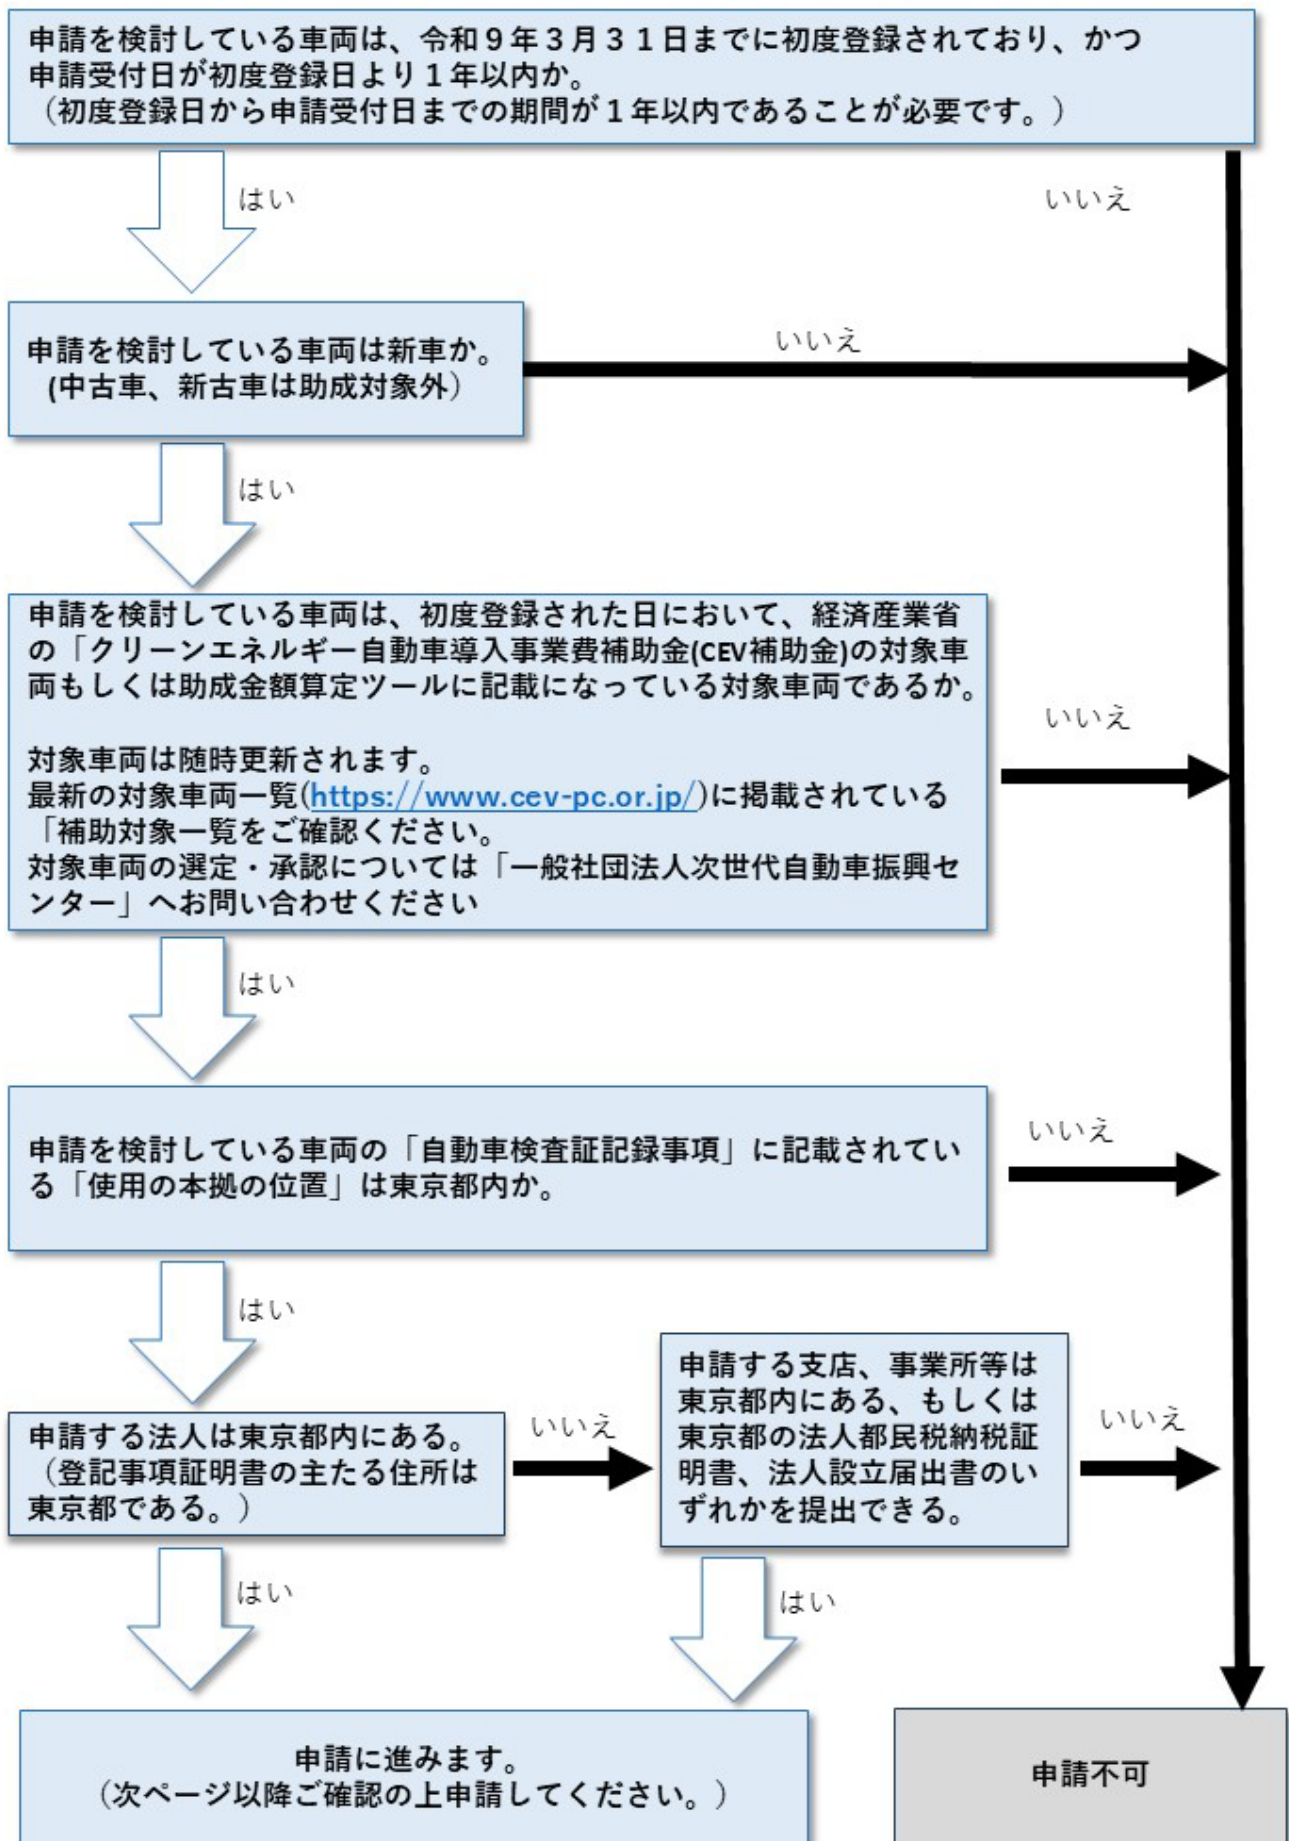 申請を検討している車両は、令和９年３月３１日までに初度登録されており、かつ
申請受付日が初度登録日より１年以内か。
（初度登録日から申請受付日までの期間が１年以内であることが必要です。）
はい
いいえ
申請を検討している車両は新車か。
(中古車、新古車は助成対象外）
いいえ
はい
申請を検討している車両は、初度登録された日において、経済産業省
の「クリーンエネルギー自動車導入事業費補助金(CEV補助金)の対象車
両もしくは助成金額算定ツールに記載になっている対象車両であるか。
対象車両は随時更新されます。
最新の対象車両一覧(https://www.cev-pc.or.jp/)に掲載されている
「補助対象一覧をご確認ください。
対象車両の選定・承認については「一般社団法人次世代自動車振興セ
ンター」へお問い合わせください
いいえ
はい
申請を検討している車両の「自動車検査証記録事項」に記載されてい
る「使用の本拠の位置」は東京都内か。
いいえ
はい
申請する法人は東京都内にある。
（登記事項証明書の主たる住所は
東京都である。）
いいえ
申請する支店、事業所等は
東京都内にある、もしくは
東京都の法人都民税納税証
明書、法人設立届出書のい
ずれかを提出できる。
いいえ
はい
はい
申請に進みます。
（次ページ以降ご確認の上申請してください。）
申請不可